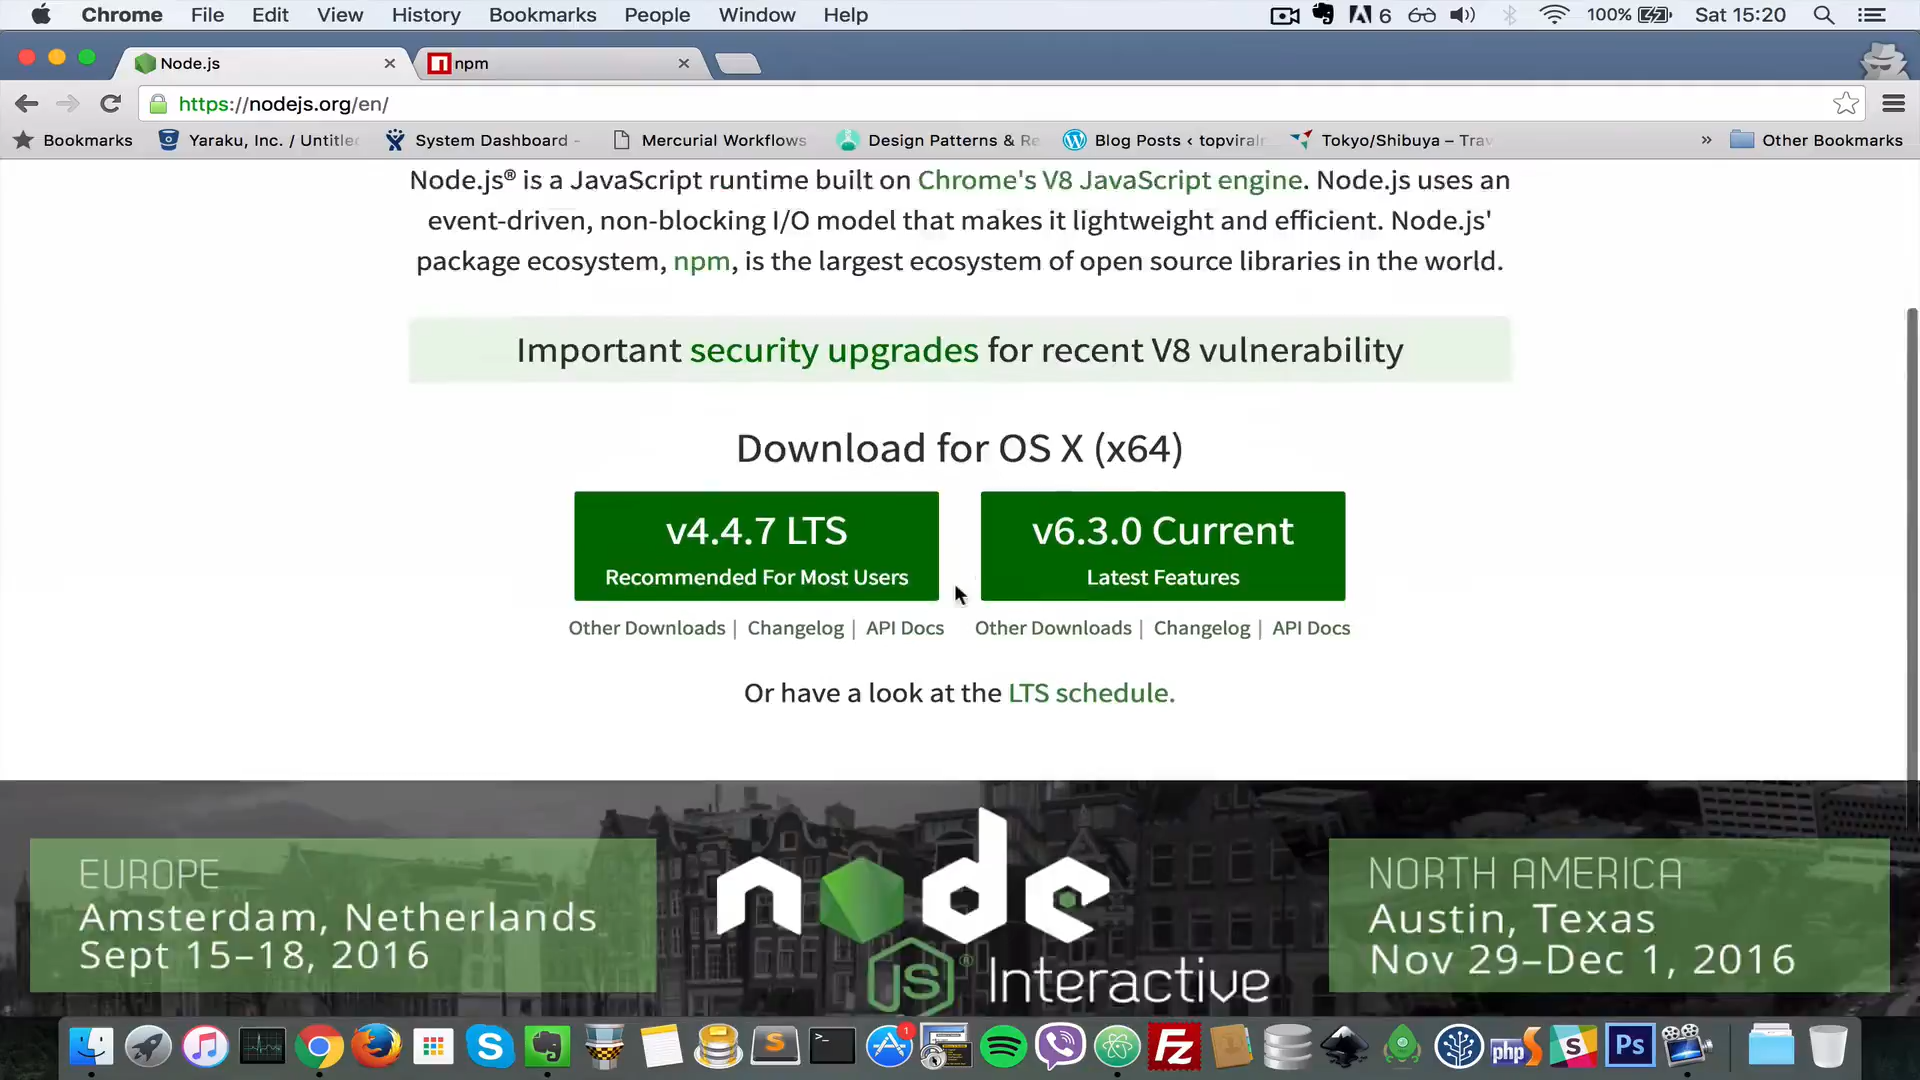 Chrome File Edit View History Bookmarks People Window Help 6 100% Sat 15:20
Node.js npm
https://nodejs.org/en/
Bookmarks Yaraku, Inc. / Untitle System Dashboard - Mercurial Workflows Design Patterns & Re Blog Posts ‹ topviral Tokyo/Shibuya – Trav » Other Bookmarks
Node.js® is a JavaScript runtime built on Chrome's V8 JavaScript engine. Node.js uses an
event-driven, non-blocking I/O model that makes it lightweight and efficient. Node.js'
package ecosystem, npm, is the largest ecosystem of open source libraries in the world.
Important security upgrades for recent V8 vulnerability
Download for OS X (x64)
v4.4.7 LTS
Recommended For Most Users
v6.3.0 Current
Latest Features
Other Downloads | Changelog | API Docs
Other Downloads | Changelog | API Docs
Or have a look at the LTS schedule.
EUROPE
Amsterdam, Netherlands
Sept 15–18, 2016
node
JS® Interactive
NORTH AMERICA
Austin, Texas
Nov 29–Dec 1, 2016
1
Fz
php
Ps